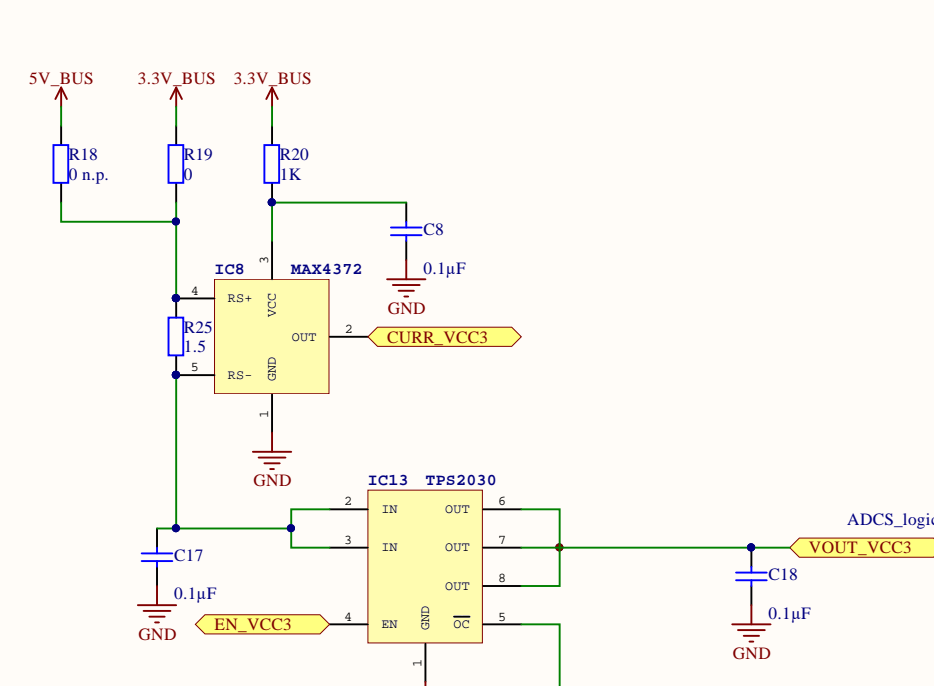 5V_BUS 3.3V_BUS 3.3V_BUS
R18 R19 R20
0 n.p. 0 1K
C8
0.1µF
GND
IC8 MAX4372
3
4 RS+ VCC
R25
1.5
OUT 2 CURR_VCC3
5 RS- GND
1
GND
IC13 TPS2030
2 IN OUT 6
3 IN OUT 7
OUT 8
4 EN GND OC 5
1
C17
0.1µF
GND
EN_VCC3
ADCS_logic
VOUT_VCC3
C18
0.1µF
GND